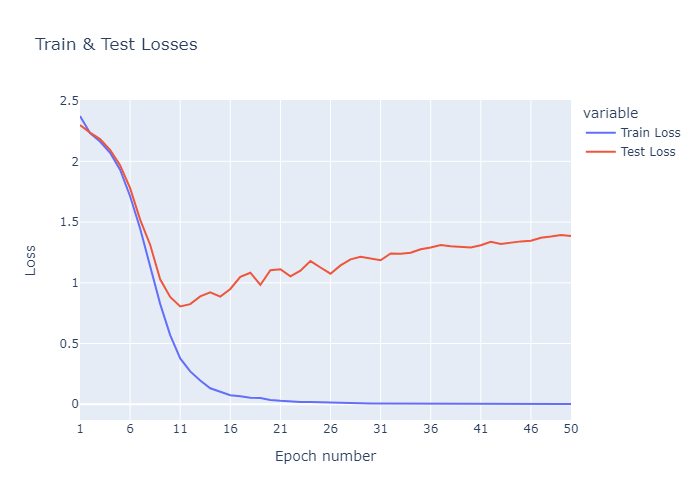 Train & Test Losses
variable
Train Loss
Test Loss
2.5
2
1.5
1
0.5
0
Loss
1 6 11 16 21 26 31 36 41 46 50
Epoch number